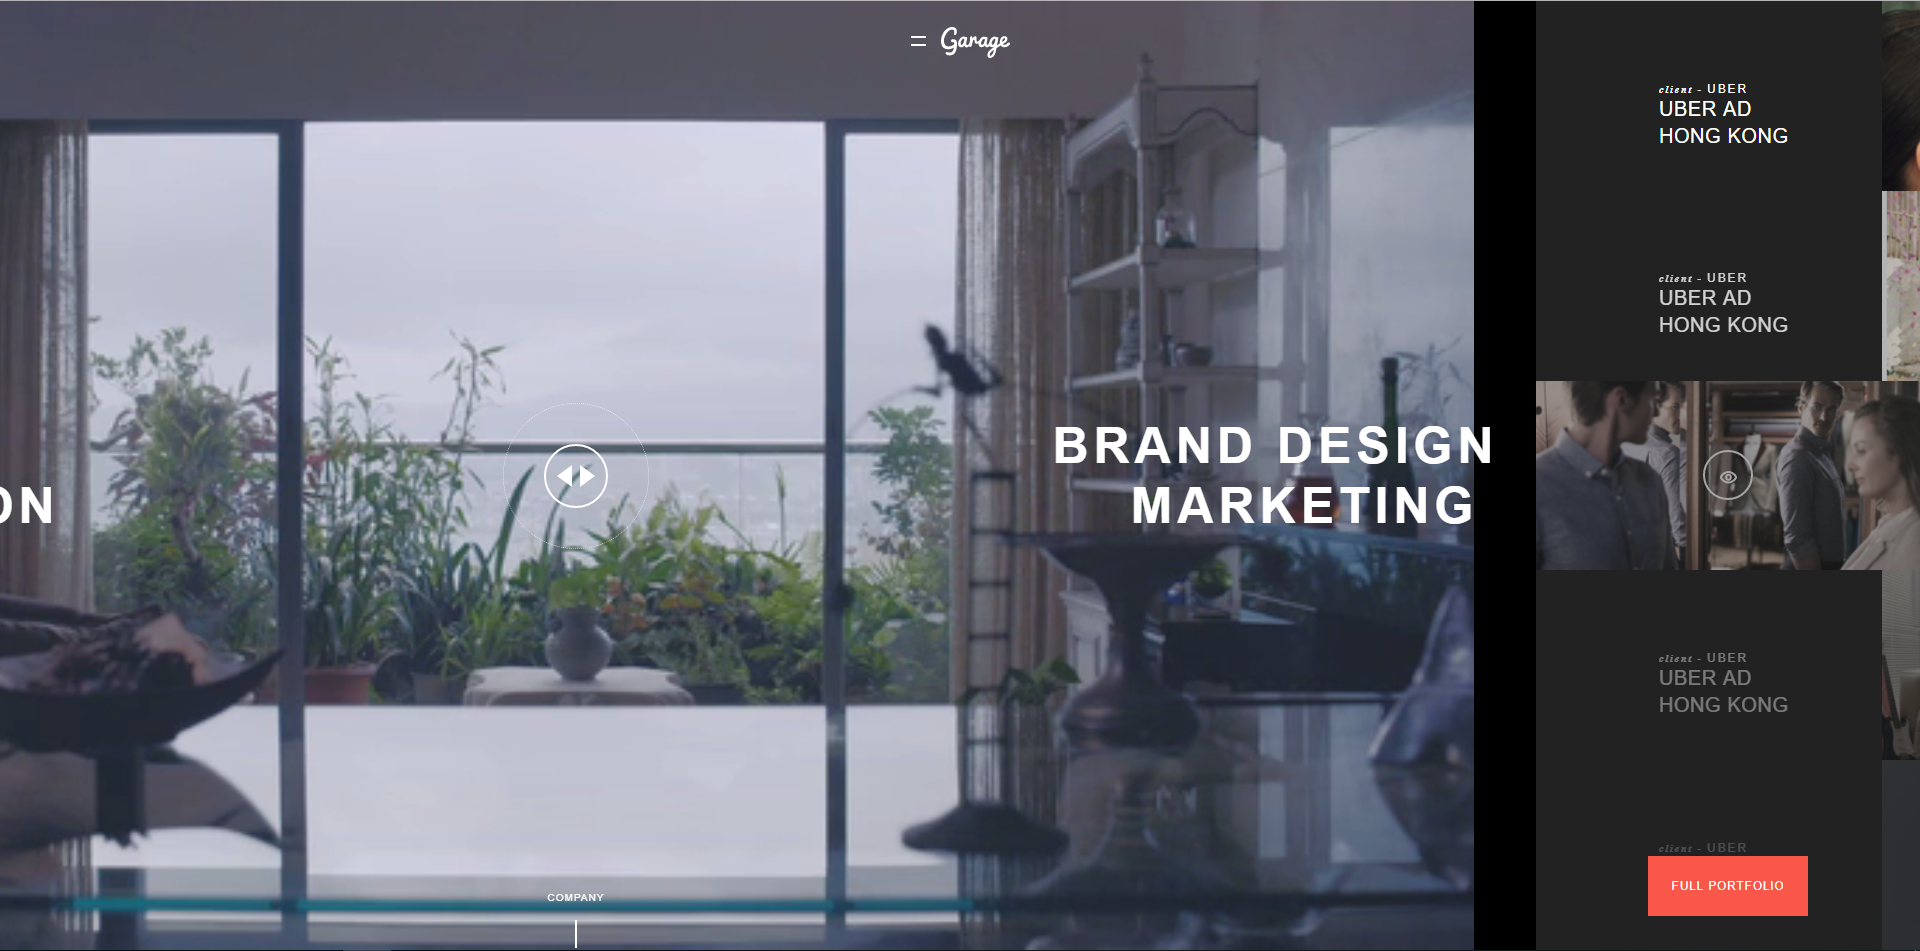 Garage
client - UBER
UBER AD
HONG KONG
client - UBER
UBER AD
HONG KONG
BRAND DESIGN
MARKETING
ON
client - UBER
UBER AD
HONG KONG
client - UBER
FULL PORTFOLIO
COMPANY